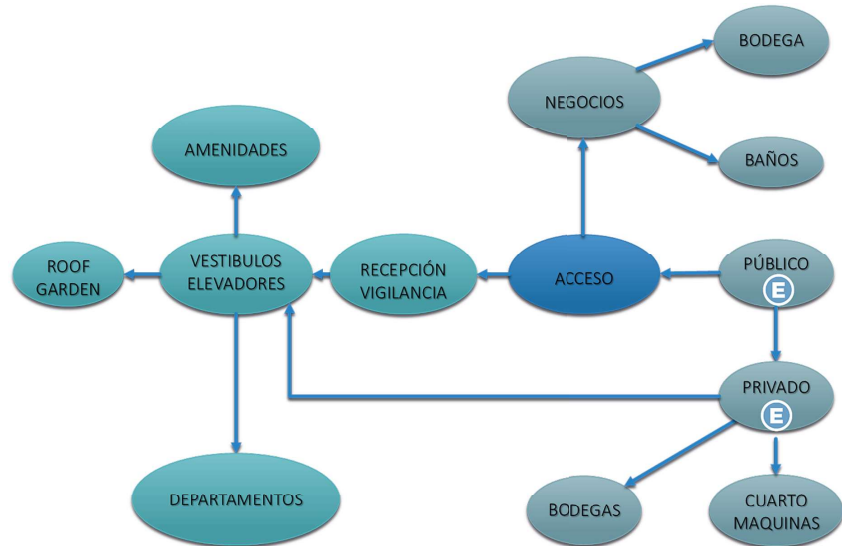 BODEGA
NEGOCIOS
BAÑOS
AMENIDADES
ROOF
GARDEN
VESTIBULOS
ELEVADORES
RECEPCIÓN
VIGILANCIA
ACCESO
PÚBLICO
E
PRIVADO
E
DEPARTAMENTOS
BODEGAS
CUARTO
MAQUINAS